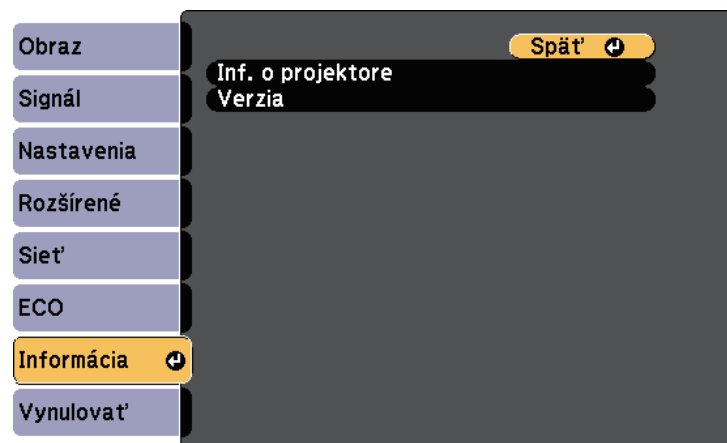 Obraz
Signál
Nastavenia
Rozšírené
Sieť
ECO
Informácia
Vynulovať
Späť
Inf. o projektore
Verzia